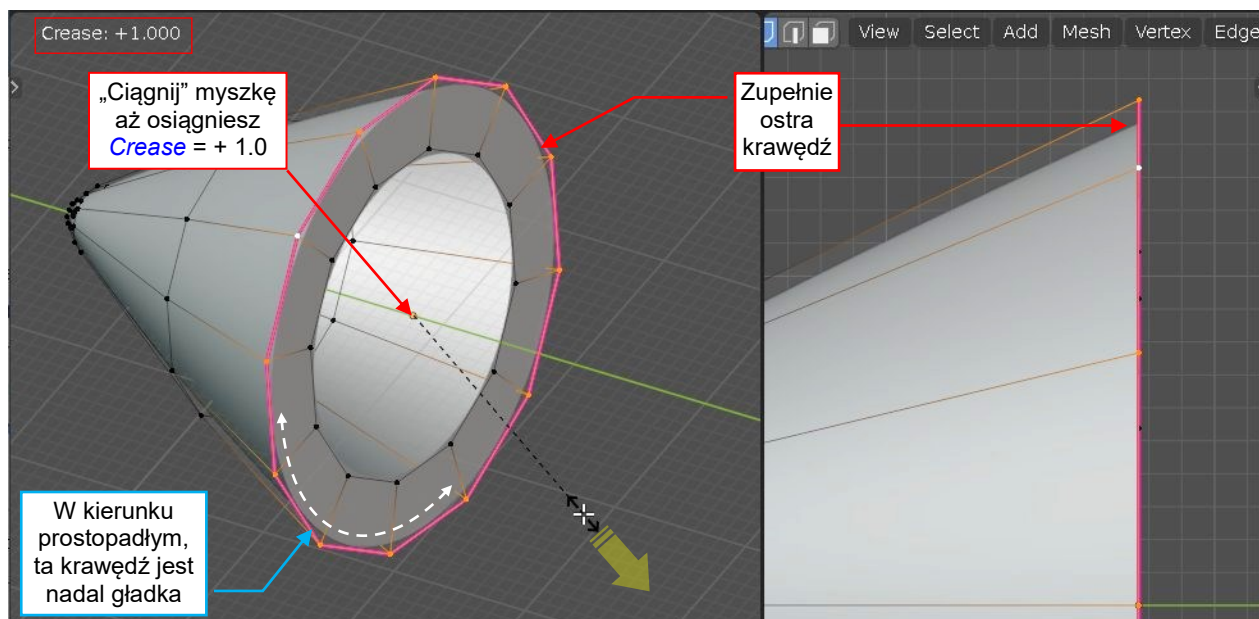 Crease: +1.000
View Select Add Mesh Vertex Edge
„Ciągnij” myszkę
aż osiągniesz
Crease = + 1.0
Zupełnie
ostra
krawędź
W kierunku
prostopadłym,
ta krawędź jest
nadal gładka